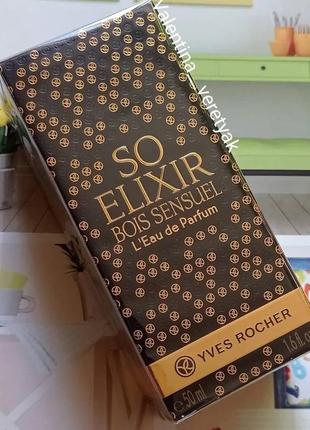 Valentina_veretyak
SO
ELIXIR
BOIS SENSUEL
L'Eau de Parfum
YVES ROCHER
℮50 ml
1.6 fl.oz